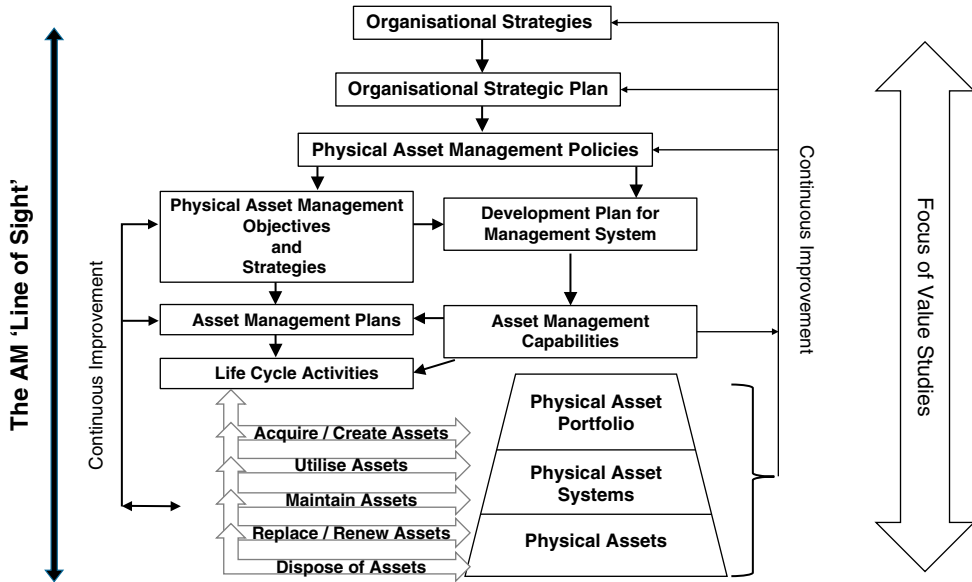 Organisational Strategies
Organisational Strategic Plan
Physical Asset Management Policies
Physical Asset Management
Objectives
and
Strategies
Development Plan for
Management System
Asset Management Plans
Asset Management
Capabilities
Life Cycle Activities
Acquire / Create Assets
Utilise Assets
Maintain Assets
Replace / Renew Assets
Dispose of Assets
Physical Asset
Portfolio
Physical Asset
Systems
Physical Assets
The AM ‘Line of Sight’
Continuous Improvement
Continuous Improvement
Focus of Value Studies